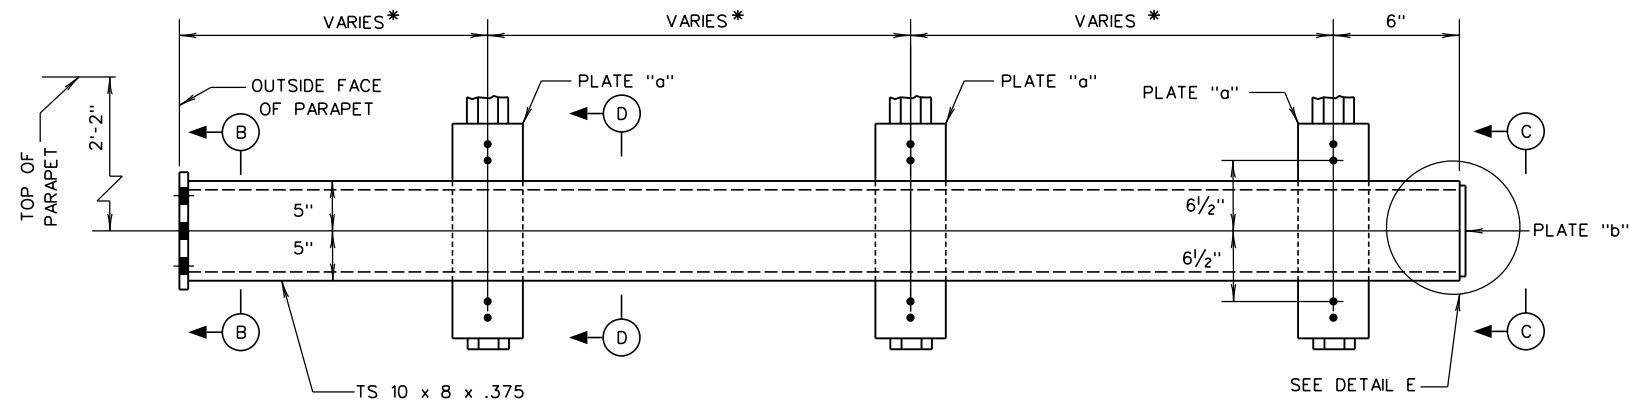 VARIES*
VARIES*
VARIES *
6"
OUTSIDE FACE
OF PARAPET
PLATE "a"
PLATE "a"
PLATE "a"
2'-2"
TOP OF
PARAPET
B
D
C
5"
5"
6½"
6½"
PLATE "b"
B
D
C
TS 10 x 8 x .375
SEE DETAIL E